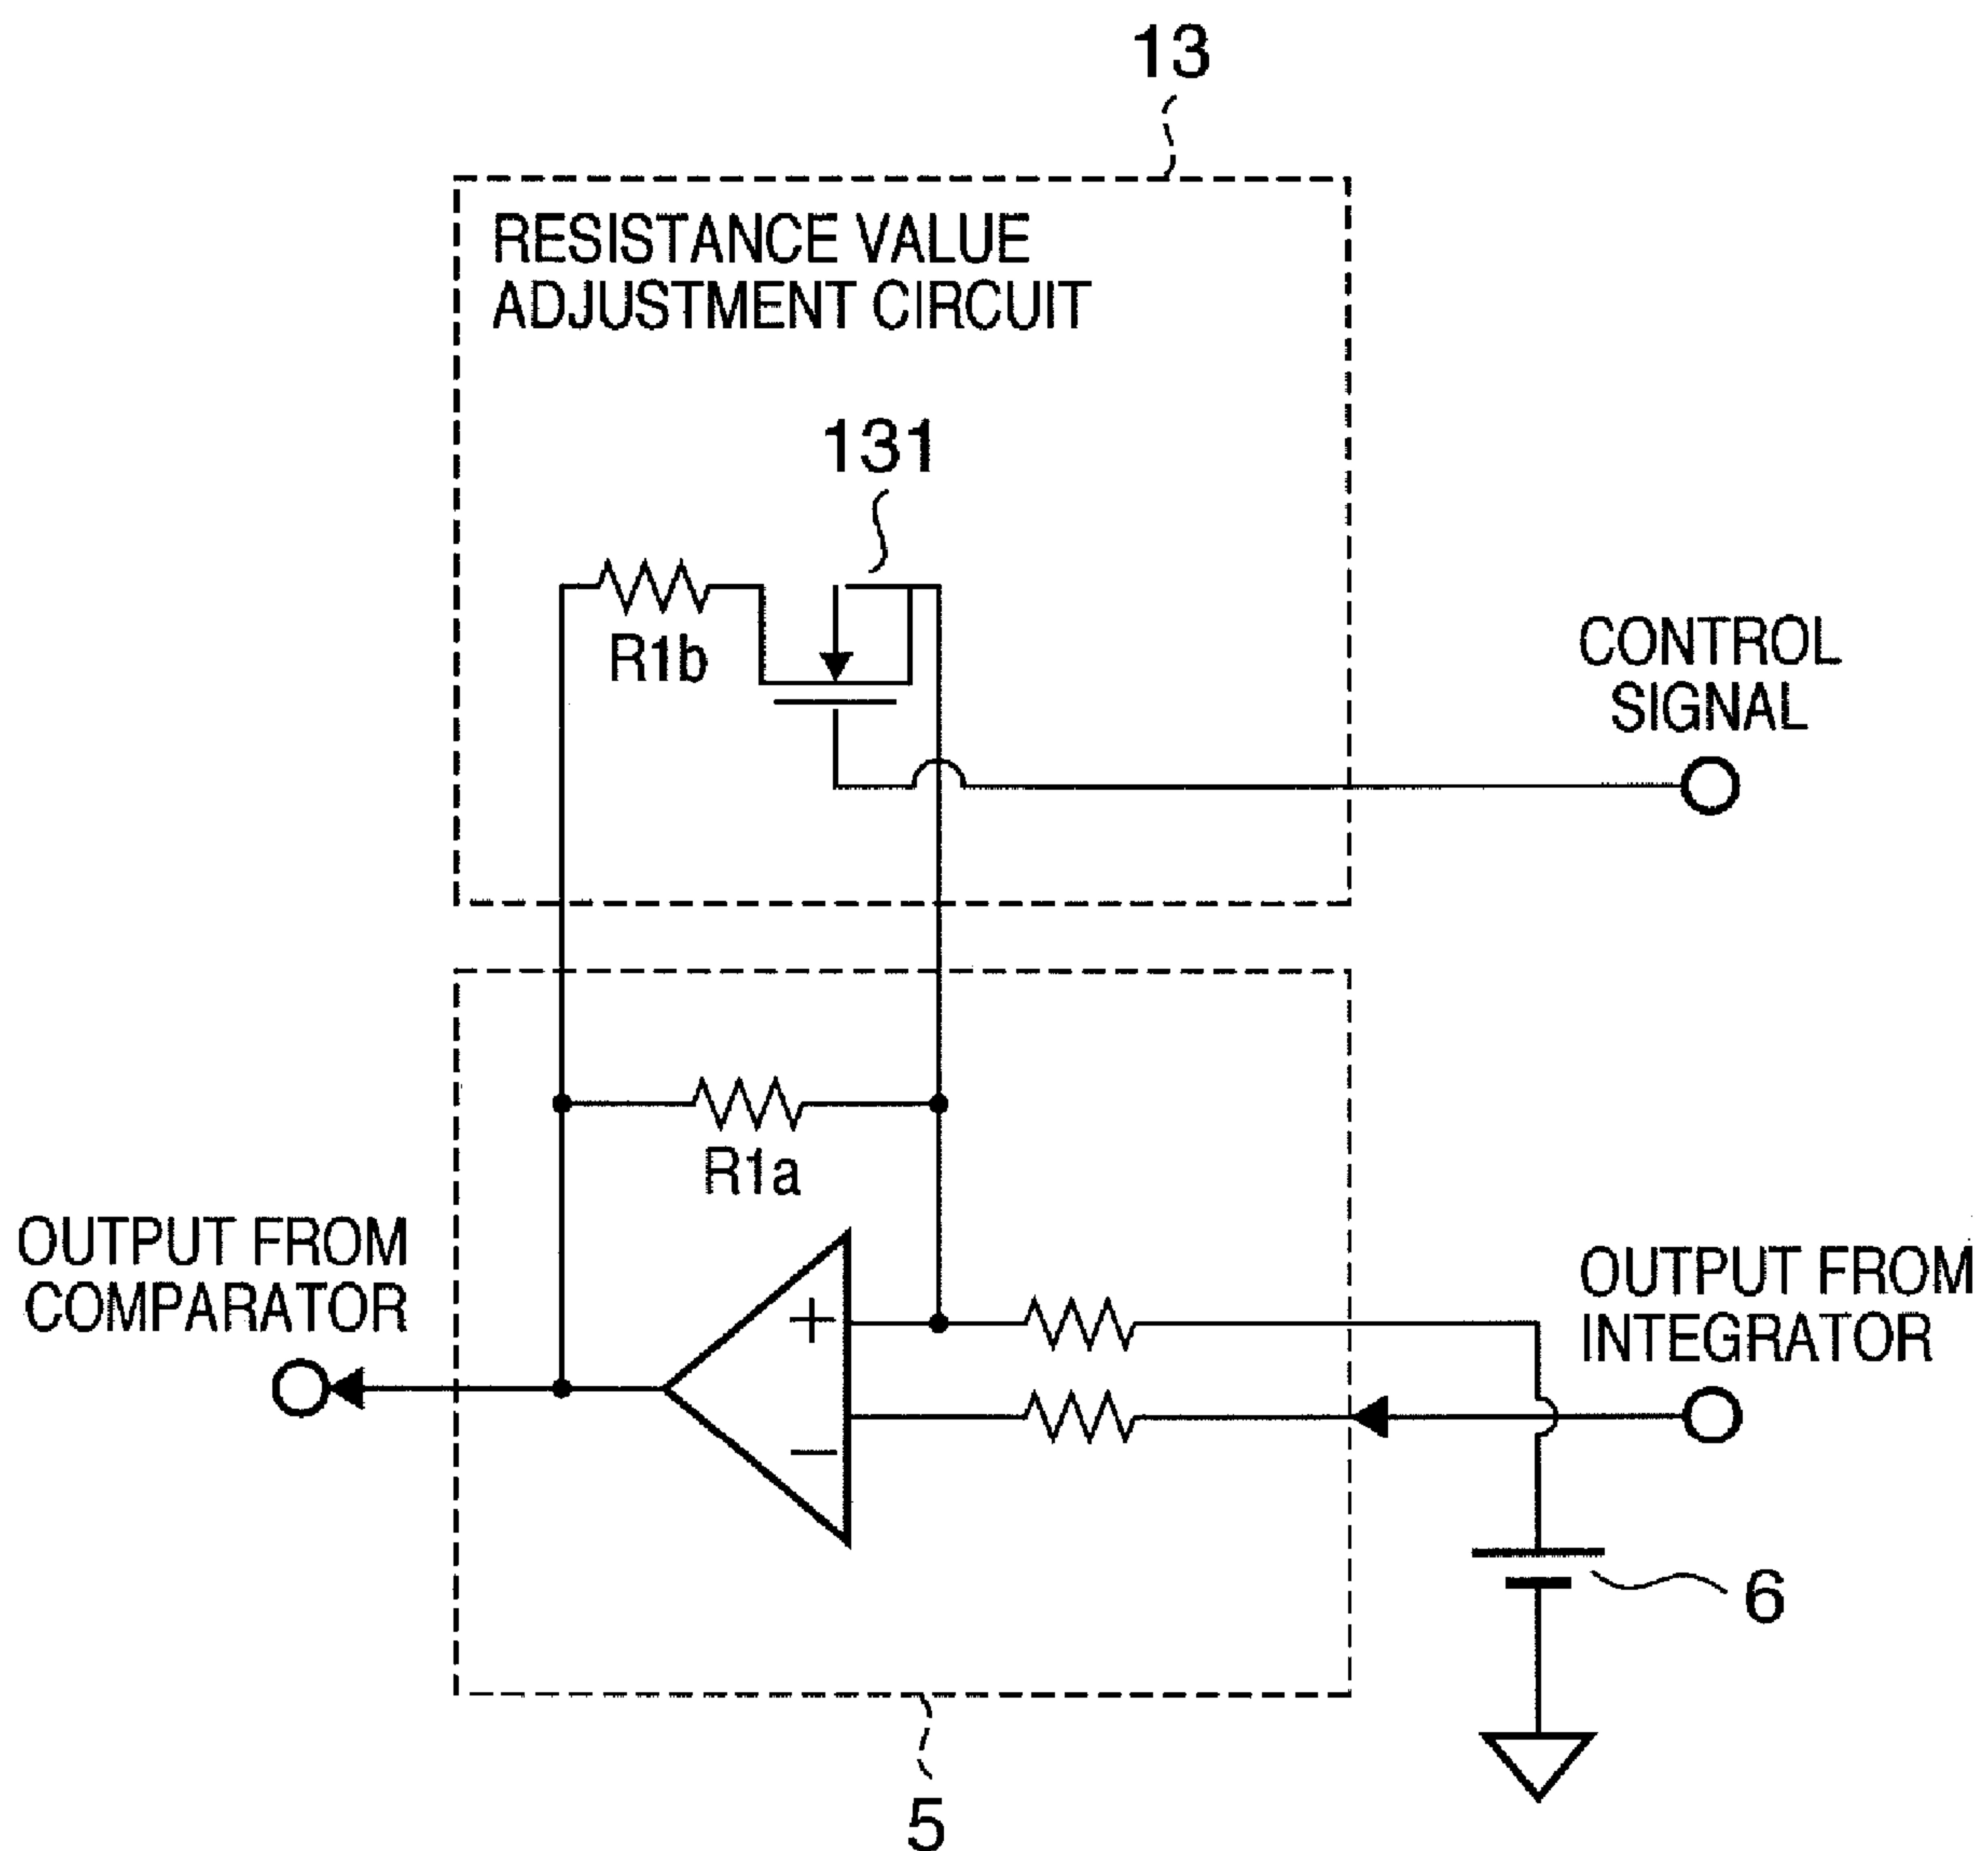 13
RESISTANCE VALUE
ADJUSTMENT CIRCUIT
131
R1b
CONTROL
SIGNAL
R1a
OUTPUT FROM
COMPARATOR
+
−
OUTPUT FROM
INTEGRATOR
6
5